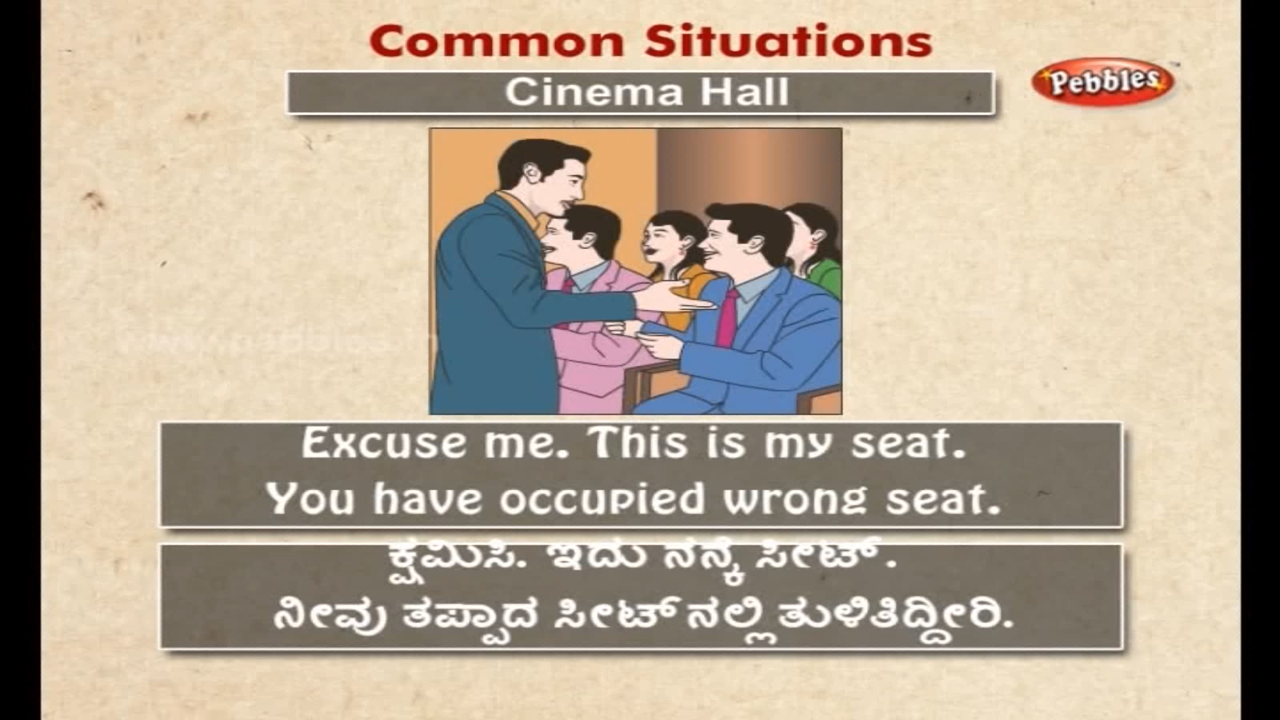 Common Situations
Cinema Hall
Pebbles
Excuse me. This is my seat.
You have occupied wrong seat.
ಕ್ಷಮಿಸಿ. ಇದು ನನ್ಕೆ ಸೀಟ್.
ನೀವು ತಪ್ಪಾದ ಸೀಟ್ ನಲ್ಲಿ ತುಳಿತಿದ್ದೀರಿ.